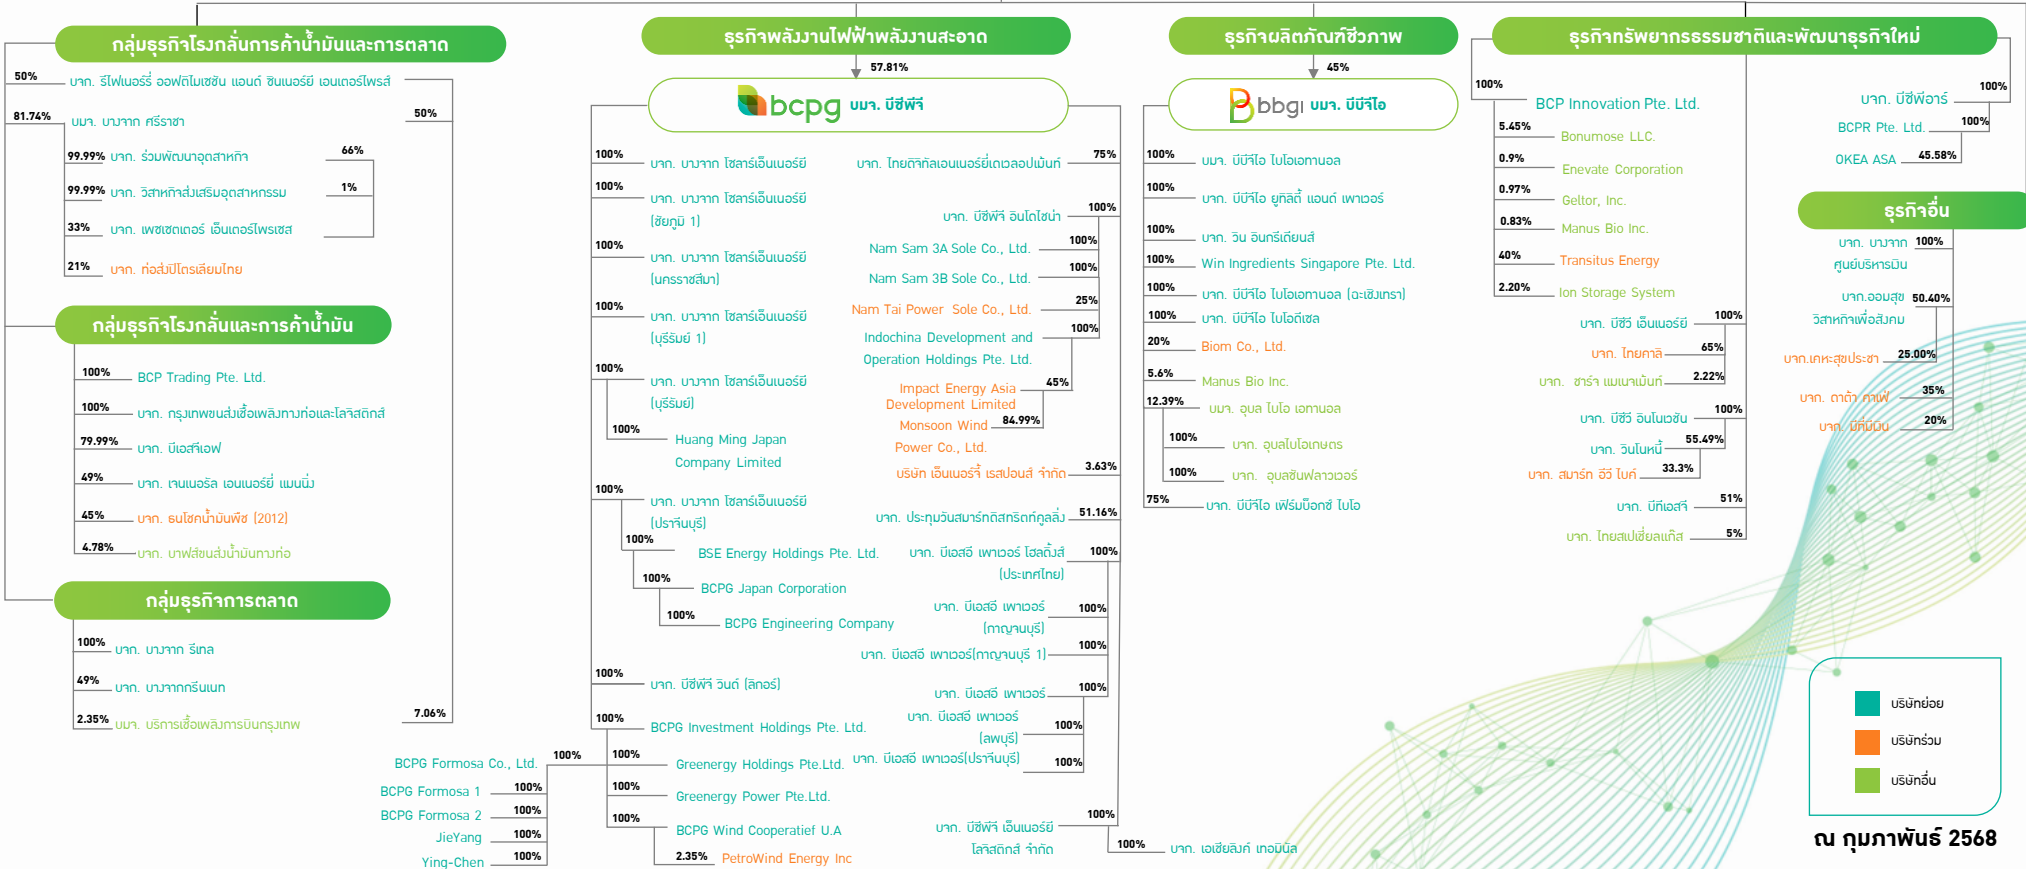 กลุ่มธุรกิจโรงกลั่นการค้าน้ำมันและการตลาด
50%
บจก. รีไฟเนอร์รี่ ออฟติไมเซชัน แอนด์ ซินเนอร์ยี เอนเตอร์ไพรส์
81.74%
บมจ. บางจาก ศรีราชา
50%
99.99%
บจก. ร่วมพัฒนาอุตสาหกิจ
66%
99.99%
บจก. วิสาหกิจส่งเสริมอุตสาหกรรม
1%
33%
บจก. เพชเชตเตอร์ เอ็นเตอร์ไพรเซส
21%
บจก. ท่อส่งปิโตรเลียมไทย
กลุ่มธุรกิจโรงกลั่นและการค้าน้ำมัน
100%
BCP Trading Pte. Ltd.
100%
บจก. กรุงเทพขนส่งเชื้อเพลิงทางท่อและโลจิสติกส์
79.99%
บจก. บีเอสจีเอฟ
49%
บจก. เจนเนอรัล เอนเนอร์ยี่ แมนนิ่ง
45%
บจก. ธนโชคน้ำมันพืช (2012)
4.78%
บจก. บาฟส์ขนส่งน้ำมันทางท่อ
กลุ่มธุรกิจการตลาด
100%
บจก. บางจาก รีเทล
49%
บจก. บางจากกรีนเนท
2.35%
บมจ. บริการเชื้อเพลิงการบินกรุงเทพ
7.06%
ธุรกิจพลังงานไฟฟ้าพลังงานสะอาด
57.81%
bcpg บมจ. บีซีพีจี
100%
บจก. บางจาก โซลาร์เอ็นเนอร์ยี
100%
บจก. บางจาก โซลาร์เอ็นเนอร์ยี
(ชัยภูมิ 1)
100%
บจก. บางจาก โซลาร์เอ็นเนอร์ยี
(นครราชสีมา)
100%
บจก. บางจาก โซลาร์เอ็นเนอร์ยี
(บุรีรัมย์ 1)
100%
บจก. บางจาก โซลาร์เอ็นเนอร์ยี
(บุรีรัมย์)
100%
Huang Ming Japan
Company Limited
100%
บจก. บางจาก โซลาร์เอ็นเนอร์ยี
(ปราจีนบุรี)
100%
BSE Energy Holdings Pte. Ltd.
100%
BCPG Japan Corporation
100%
BCPG Engineering Company
100%
บจก. บีซีพีจี วินด์ (ลิกอร์)
100%
BCPG Investment Holdings Pte. Ltd.
100%
BCPG Formosa Co., Ltd.
BCPG Formosa 1
100%
BCPG Formosa 2
100%
JieYang
100%
Ying-Chen
100%
100%
Greenergy Holdings Pte.Ltd.
100%
Greenergy Power Pte.Ltd.
100%
BCPG Wind Cooperatief U.A
2.35%
PetroWind Energy Inc
บจก. ไทยดิจิทัลเอนเนอร์ยี่เดเวลอปเม้นท์
75%
บจก. บีซีพีจี อินโดไชน่า
100%
Nam Sam 3A Sole Co., Ltd.
100%
Nam Sam 3B Sole Co., Ltd.
100%
Nam Tai Power Sole Co., Ltd.
25%
Indochina Development and
Operation Holdings Pte. Ltd.
100%
Impact Energy Asia
Development Limited
45%
Monsoon Wind
Power Co., Ltd.
84.99%
บริษัท เอ็นเนอร์จี้ เรสปอนส์ จำกัด
3.63%
บจก. ประทุมวันสมาร์ทดิสทริตท์คูลลิ่ง
51.16%
บจก. บีเอสอี เพาเวอร์ โฮลดิ้งส์
(ประเทศไทย)
100%
บจก. บีเอสอี เพาเวอร์
(กาญจนบุรี)
100%
บจก. บีเอสอี เพาเวอร์(กาญจนบุรี 1)
100%
บจก. บีเอสอี เพาเวอร์
100%
บจก. บีเอสอี เพาเวอร์
(ลพบุรี)
100%
บจก. บีเอสอี เพาเวอร์(ปราจีนบุรี)
100%
บจก. บีซีพีจี เอ็นเนอร์ยี
โลจิสติกส์ จำกัด
100%
100%
บจก. เอเชียลิงค์ เทอมินัล
ธุรกิจผลิตภัณฑ์ชีวภาพ
45%
bbgi บมจ. บีบีจีไอ
100%
บมจ. บีบีจีไอ ไบโอเอทานอล
100%
บจก. บีบีจีไอ ยูทิลิตี้ แอนด์ เพาเวอร์
100%
บจก. วิน อินกรีเดียนส์
100%
Win Ingredients Singapore Pte. Ltd.
100%
บจก. บีบีจีไอ ไบโอเอทานอล (ฉะเชิงเทรา)
100%
บจก. บีบีจีไอ ไบโอดีเซล
20%
Biom Co., Ltd.
5.6%
Manus Bio Inc.
12.39%
บมจ. อุบล ไบโอ เอทานอล
100%
บจก. อุบลไบโอเกษตร
100%
บจก. อุบลซันฟลาวเวอร์
75%
บจก. บีบีจีไอ เฟิร์มบ็อกซ์ ไบโอ
ธุรกิจทรัพยากรธรรมชาติและพัฒนาธุรกิจใหม่
100%
BCP Innovation Pte. Ltd.
5.45%
Bonumose LLC.
0.9%
Enevate Corporation
0.97%
Geltor, Inc.
0.83%
Manus Bio Inc.
40%
Transitus Energy
2.20%
Ion Storage System
บจก. บีซีวี เอ็นเนอร์ยี
100%
บจก. ไทยคาลิ
65%
บจก. ชาร์จ แมเนจเม้นท์
2.22%
บจก. บีซีวี อินโนเวชัน
100%
บจก. วินโนหนี้
55.49%
บจก. สมาร์ท อีวี ไบค์
33.3%
บจก. บีทีเอสจี
51%
บจก. ไทยสเปเชี่ยลแก๊ส
5%
100%
บจก. บีซีพีอาร์
BCPR Pte. Ltd.
100%
OKEA ASA
45.58%
ธุรกิจอื่น
บจก. บางจาก
ศูนย์บริหารเงิน
100%
บจก.ออมสุข
วิสาหกิจเพื่อสังคม
50.40%
บจก.เคหะสุขประชา
25.00%
บจก. ดาต้า คาเฟ่
35%
บจก. มีที่มีเงิน
20%
บริษัทย่อย
บริษัทร่วม
บริษัทอื่น
ณ กุมภาพันธ์ 2568